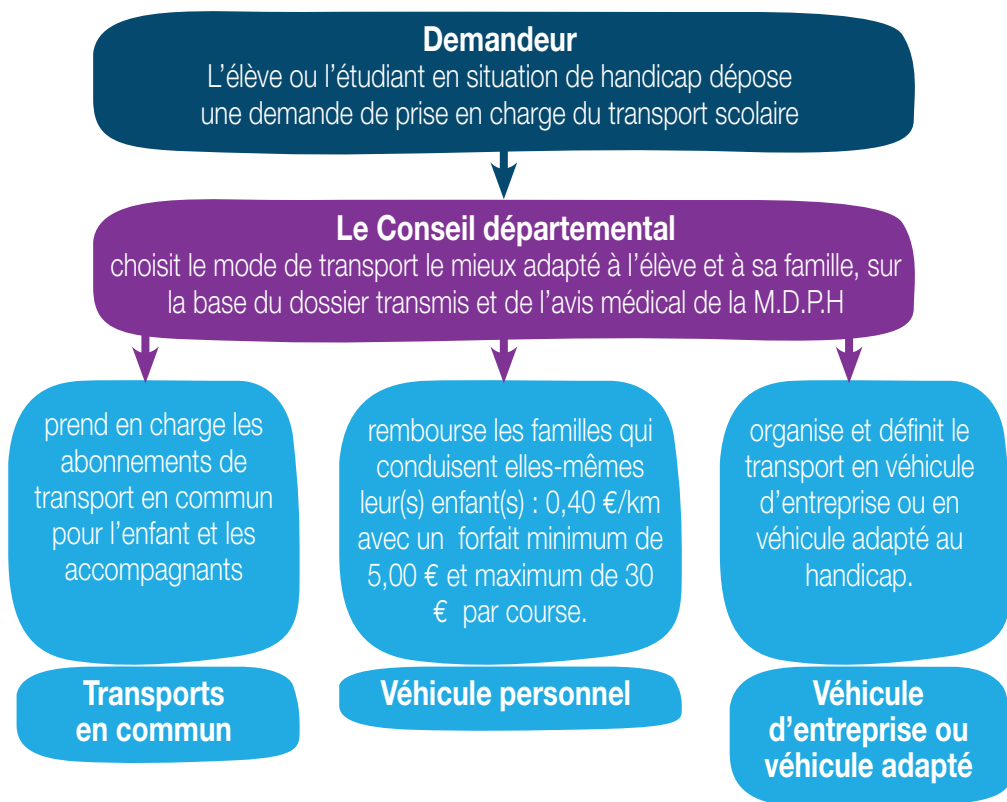 Demandeur
L’élève ou l’étudiant en situation de handicap dépose
une demande de prise en charge du transport scolaire
Le Conseil départemental
choisit le mode de transport le mieux adapté à l’élève et à sa famille, sur
la base du dossier transmis et de l’avis médical de la M.D.P.H
prend en charge les
abonnements de
transport en commun
pour l’enfant et les
accompagnants
Transports
en commun
rembourse les familles qui
conduisent elles-mêmes
leur(s) enfant(s) : 0,40 €/km
avec un forfait minimum de
5,00 € et maximum de 30
€ par course.
Véhicule personnel
organise et définit le
transport en véhicule
d’entreprise ou en
véhicule adapté au
handicap.
Véhicule
d’entreprise ou
véhicule adapté